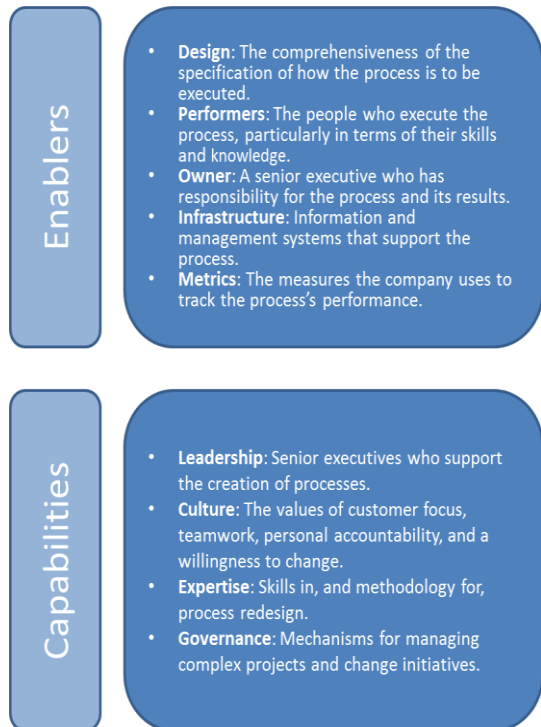 Enablers
• Design: The comprehensiveness of the
specification of how the process is to be
executed.
• Performers: The people who execute the
process, particularly in terms of their skills
and knowledge.
• Owner: A senior executive who has
responsibility for the process and its results.
• Infrastructure: Information and
management systems that support the
process.
• Metrics: The measures the company uses to
track the process’s performance.
Capabilities
• Leadership: Senior executives who support
the creation of processes.
• Culture: The values of customer focus,
teamwork, personal accountability, and a
willingness to change.
• Expertise: Skills in, and methodology for,
process redesign.
• Governance: Mechanisms for managing
complex projects and change initiatives.